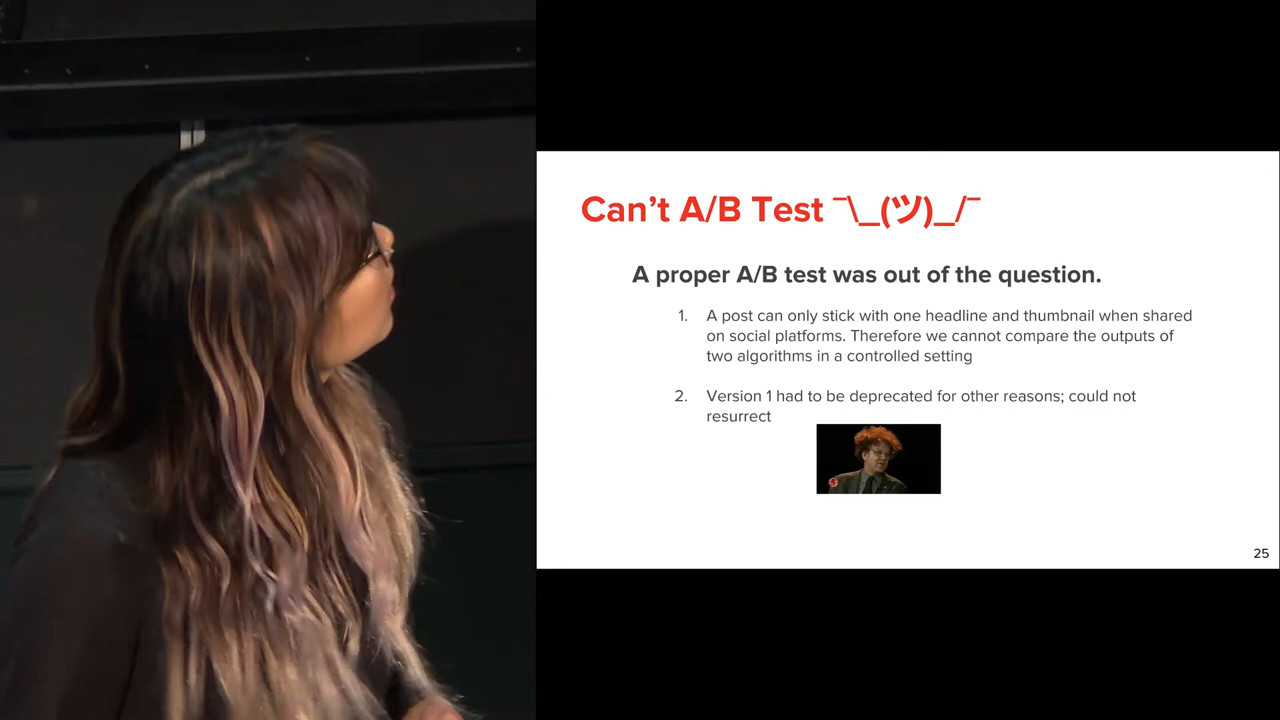 Can’t A/B Test ¯\_(ツ)_/¯
A proper A/B test was out of the question.
1. A post can only stick with one headline and thumbnail when shared
on social platforms. Therefore we cannot compare the outputs of
two algorithms in a controlled setting
2. Version 1 had to be deprecated for other reasons; could not
resurrect
25